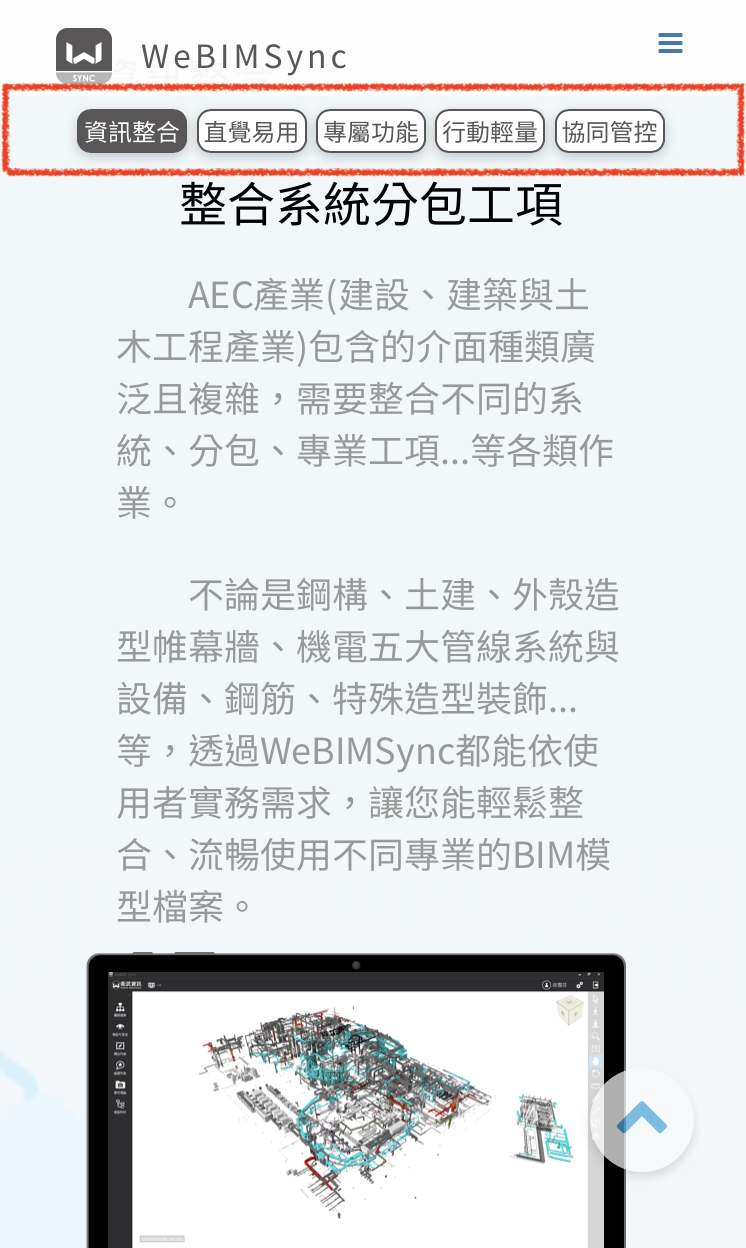 SYNC
WeBIMSync
資訊整合
資訊整合 直覺易用 專屬功能 行動輕量 協同管控
整合系統分包工項
AEC產業(建設、建築與土
木工程產業)包含的介面種類廣
泛且複雜，需要整合不同的系
統、分包、專業工項...等各類作
業。
不論是鋼構、土建、外殼造
型帷幕牆、機電五大管線系統與
設備、鋼筋、特殊造型裝飾...
等，透過WeBIMSync都能依使
用者實務需求，讓您能輕鬆整
合、流暢使用不同專業的BIM模
型檔案。